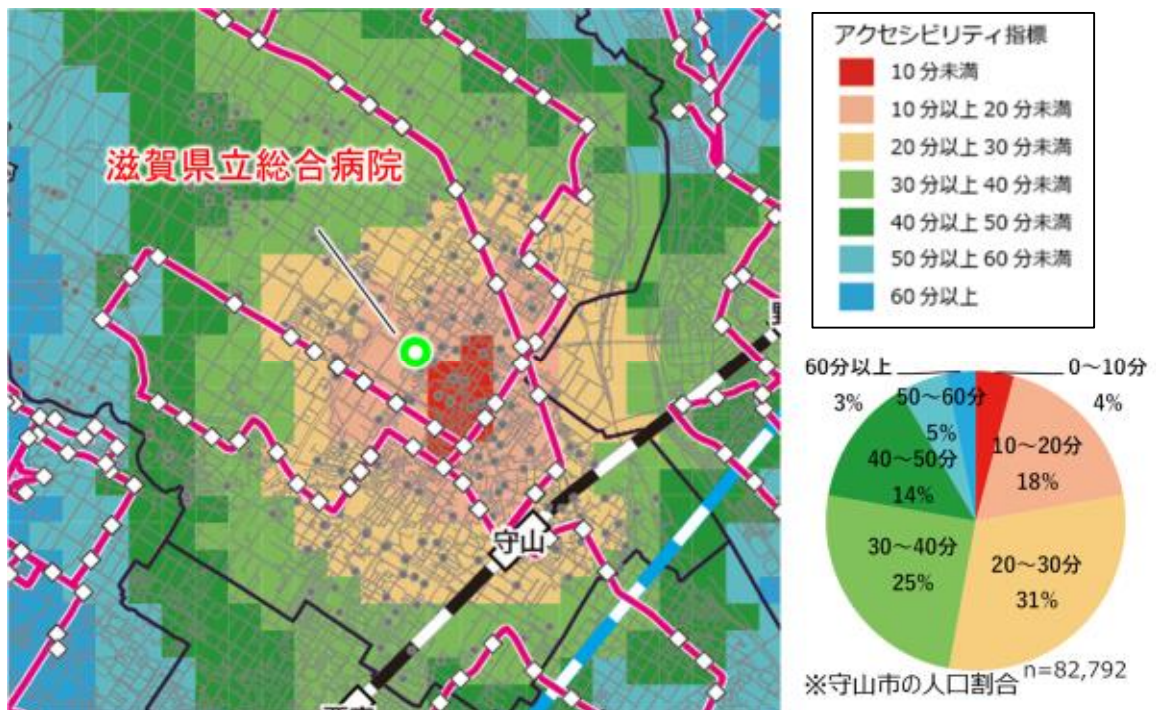 滋賀県立総合病院
守山
アクセシビリティ指標
10分未満
10分以上20分未満
20分以上30分未満
30分以上40分未満
40分以上50分未満
50分以上60分未満
60分以上
60分以上
3%
50~60分
5%
0~10分
4%
10~20分
18%
40~50分
14%
30~40分
25%
20~30分
31%
n=82,792
※守山市の人口割合